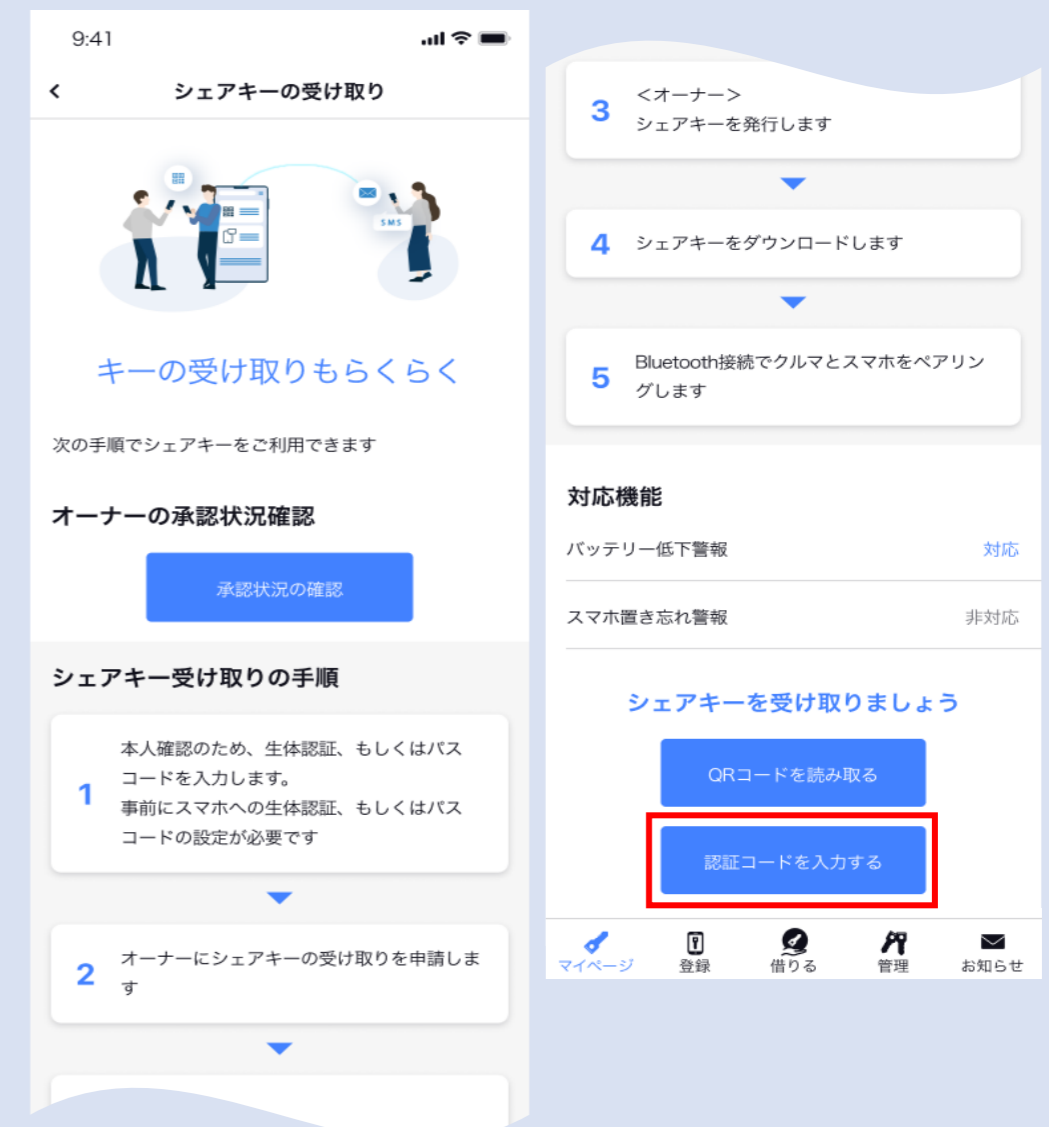 9:41
シェアキーの受け取り
SMS
キーの受け取りもらくらく
次の手順でシェアキーをご利用できます
オーナーの承認状況確認
承認状況の確認
シェアキー受け取りの手順
1
本人確認のため、生体認証、もしくはパス
コードを入力します。
事前にスマホへの生体認証、もしくはパス
コードの設定が必要です
2
オーナーにシェアキーの受け取りを申請しま
す
3
＜オーナー＞
シェアキーを発行します
4
シェアキーをダウンロードします
5
Bluetooth接続でクルマとスマホをペアリン
グします
対応機能
バッテリー低下警報 対応
スマホ置き忘れ警報 非対応
シェアキーを受け取りましょう
QRコードを読み取る
認証コードを入力する
マイページ 登録 借りる 管理 お知らせ